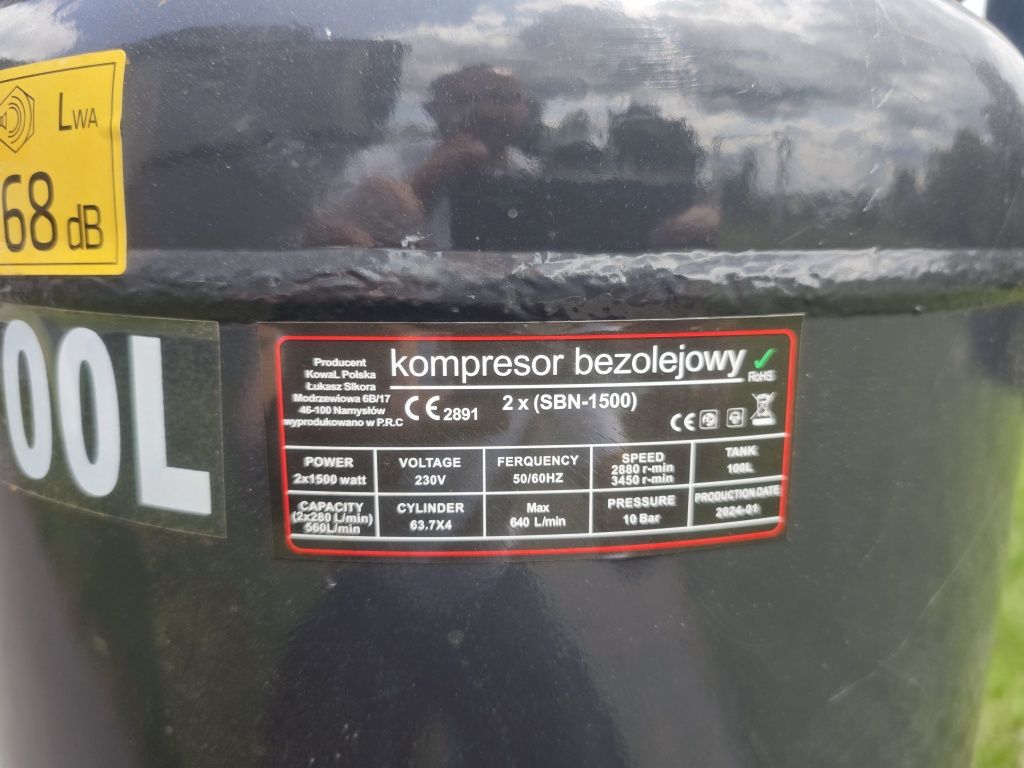 LWA
68 dB
00L
Producent
KowaL Polska
Łukasz Sikora
Modrzewiowa 6B/17
46-100 Namysłów
wyprodukowano w P.R.C
kompresor bezolejowy
RoHS
CE 2891
2 x (SBN-1500)
CE
POWER
2x1500 watt
VOLTAGE
230V
FERQUENCY
50/60HZ
SPEED
2880 r-min
3450 r-min
TANK
100L
CAPACITY
(2x280 L/min)
560L/min
CYLINDER
63.7X4
Max
640 L/min
PRESSURE
10 Bar
PRODUCTION DATE
2024-01